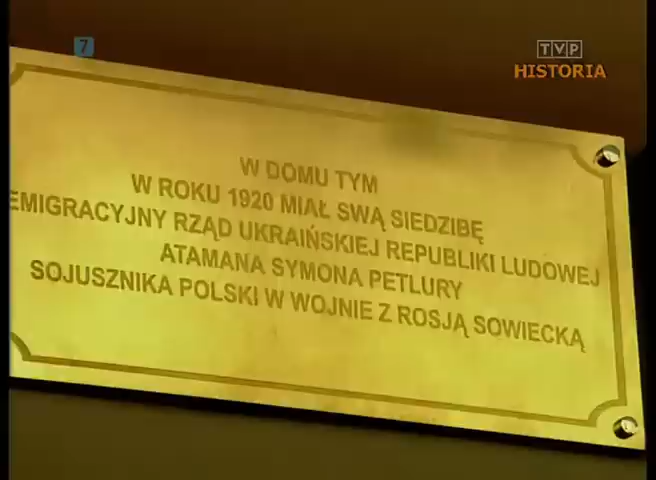 7
TVP
HISTORIA
W DOMU TYM
W ROKU 1920 MIAŁ SWĄ SIEDZIBĘ
EMIGRACYJNY RZĄD UKRAIŃSKIEJ REPUBLIKI LUDOWEJ
ATAMANA SYMONA PETLURY
SOJUSZNIKA POLSKI W WOJNIE Z ROSJĄ SOWIECKĄ